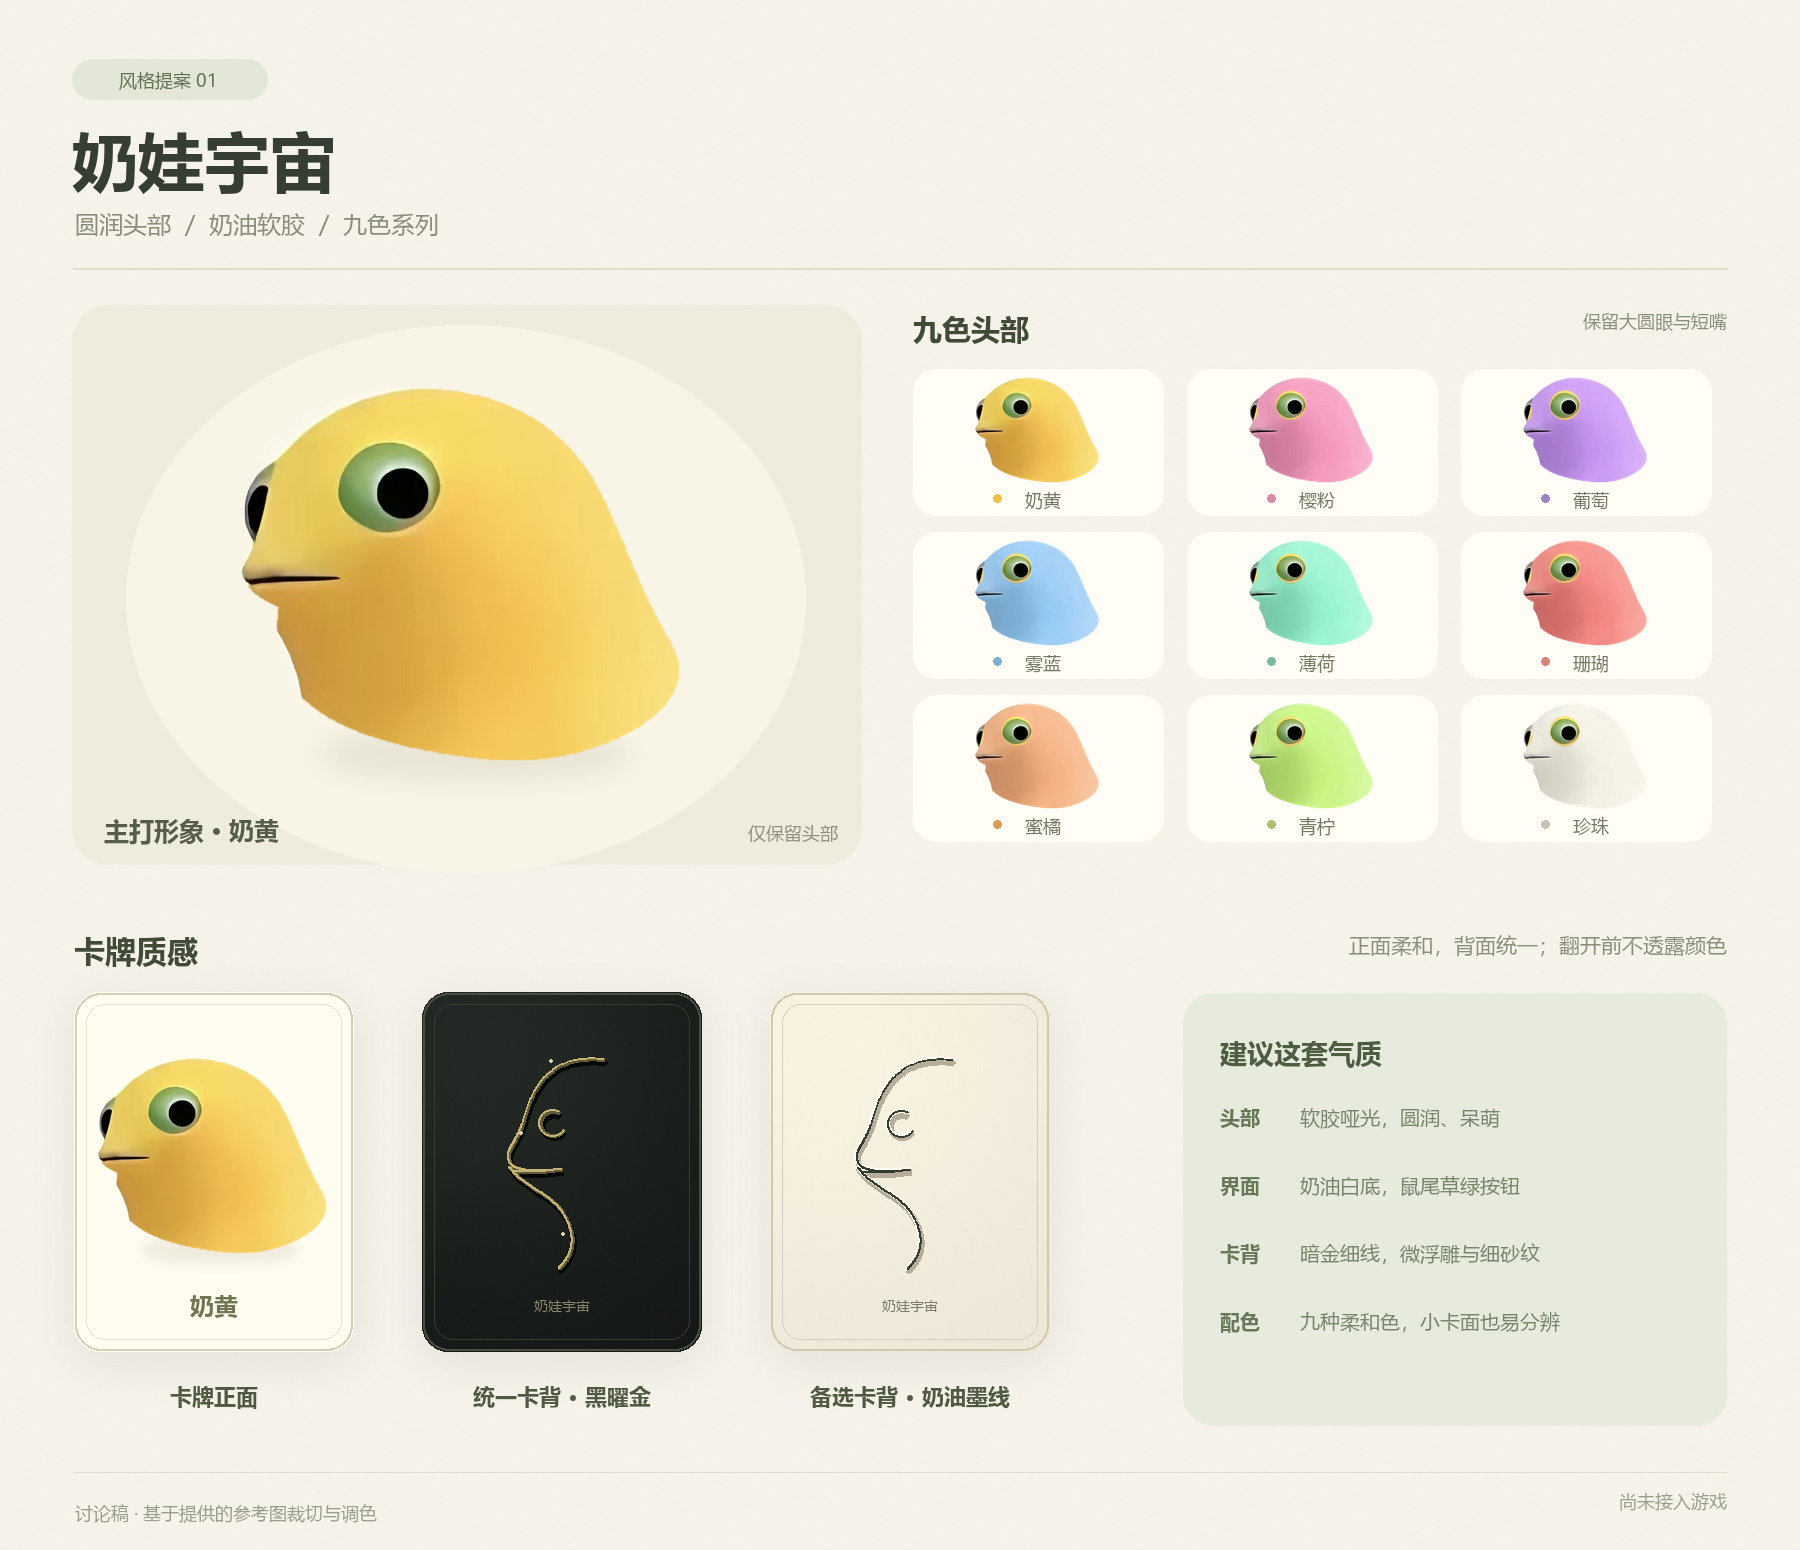 风格提案 01
奶娃宇宙
圆润头部 / 奶油软胶 / 九色系列
主打形象・奶黄
仅保留头部
九色头部
保留大圆眼与短嘴
奶黄
樱粉
葡萄
雾蓝
薄荷
珊瑚
蜜橘
青柠
珍珠
卡牌质感
正面柔和，背面统一；翻开前不透露颜色
奶黄
卡牌正面
奶娃宇宙
统一卡背・黑曜金
奶娃宇宙
备选卡背・奶油墨线
建议这套气质
头部 软胶哑光，圆润、呆萌
界面 奶油白底，鼠尾草绿按钮
卡背 暗金细线，微浮雕与细砂纹
配色 九种柔和色，小卡面也易分辨
讨论稿 · 基于提供的参考图裁切与调色
尚未接入游戏